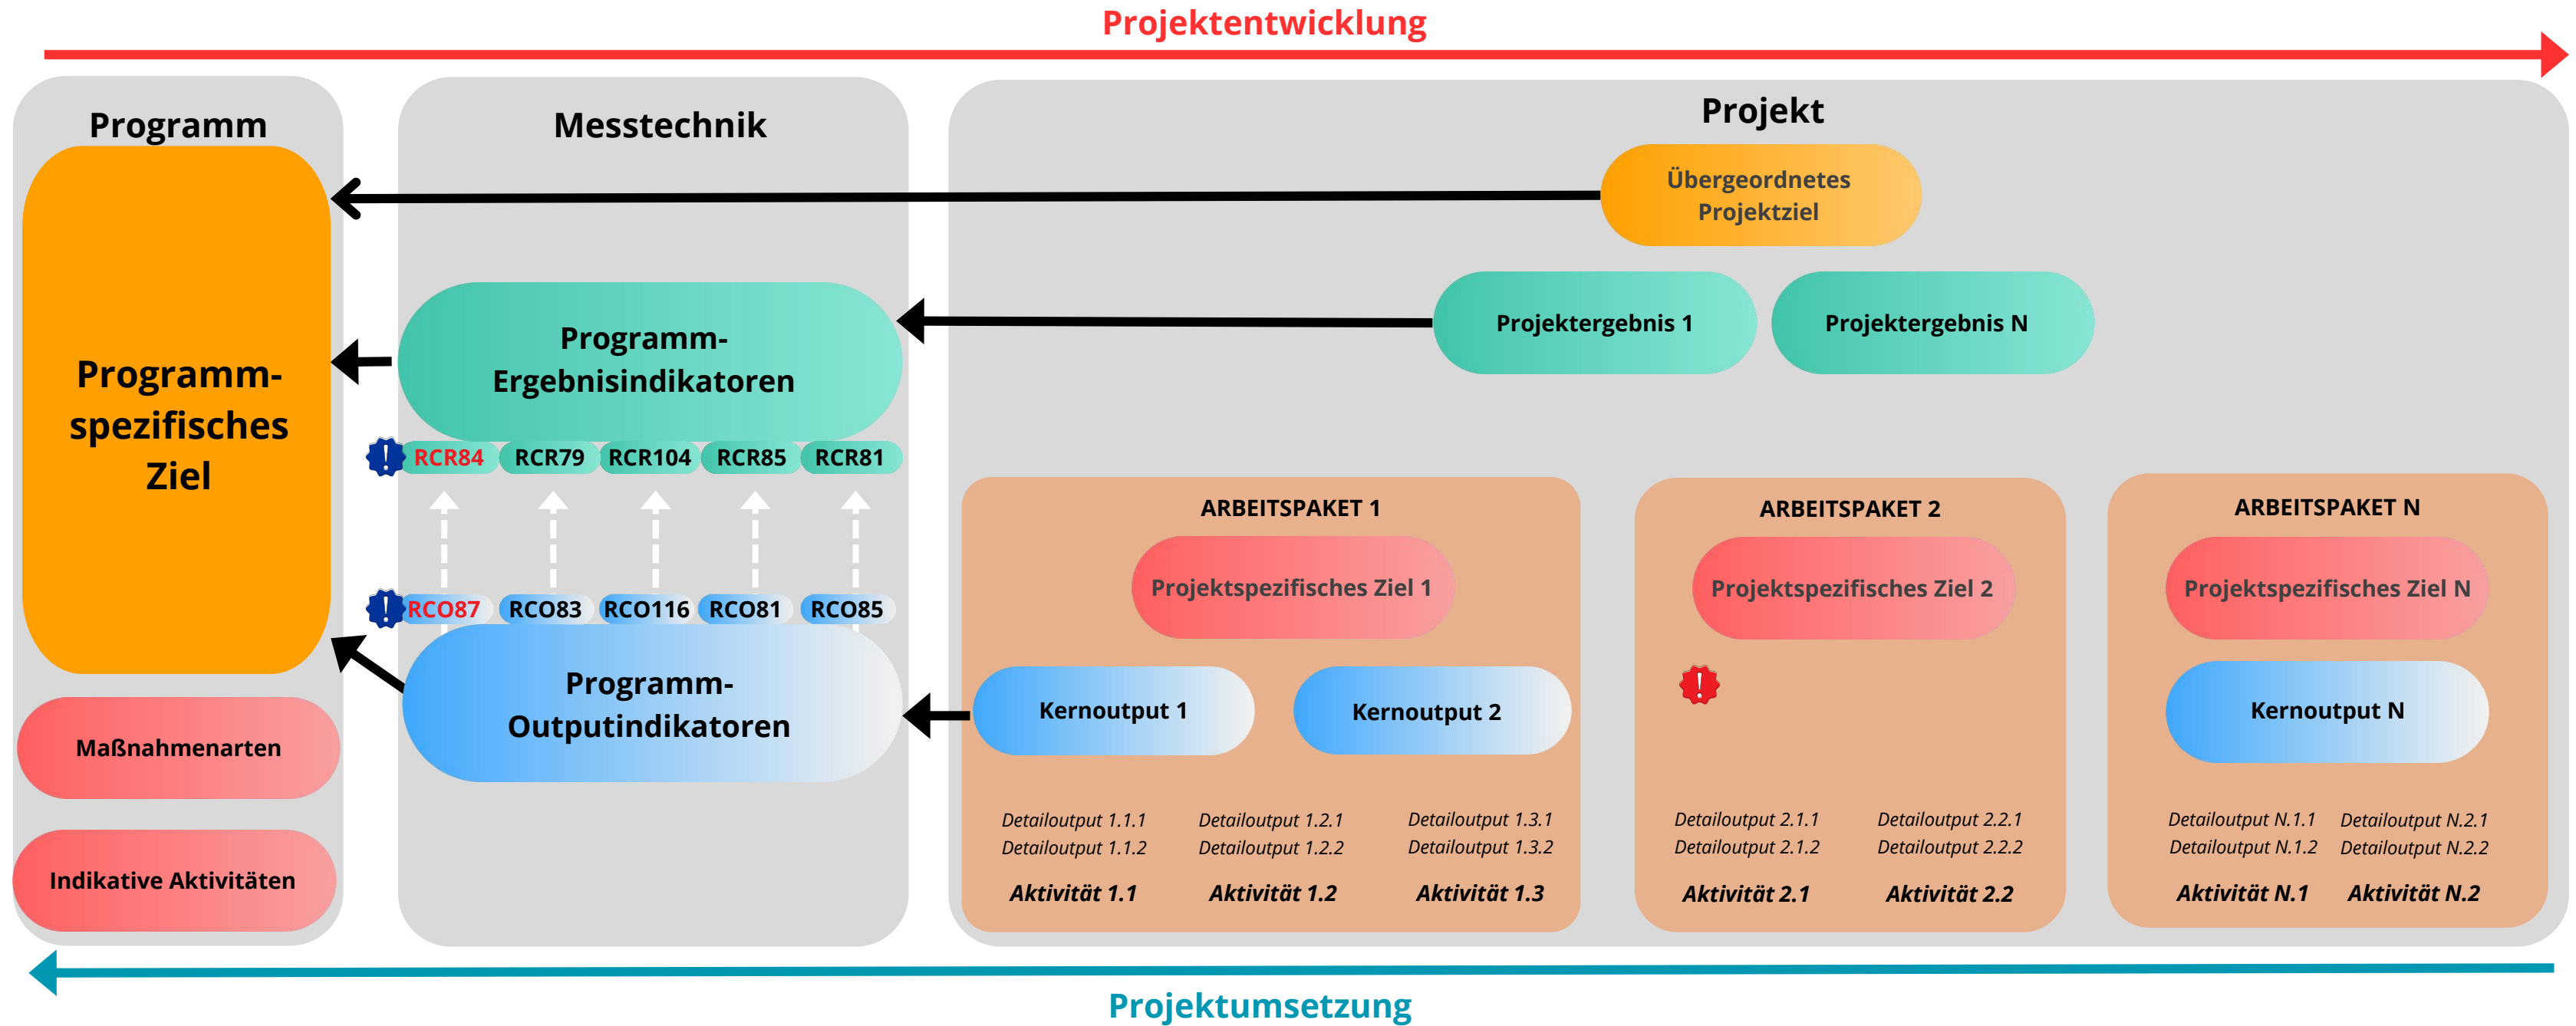 Projektentwicklung
Programm
Programm-
spezifisches
Ziel
Maßnahmenarten
Indikative Aktivitäten
Messtechnik
Programm-
Ergebnisindikatoren
! RCR84 RCR79 RCR104 RCR85 RCR81
! RCO87 RCO83 RCO116 RCO81 RCO85
Programm-
Outputindikatoren
Projekt
Übergeordnetes
Projektziel
Projektergebnis 1
Projektergebnis N
ARBEITSPAKET 1
Projektspezifisches Ziel 1
Kernoutput 1
Kernoutput 2
Detailoutput 1.1.1
Detailoutput 1.1.2
Aktivität 1.1
Detailoutput 1.2.1
Detailoutput 1.2.2
Aktivität 1.2
Detailoutput 1.3.1
Detailoutput 1.3.2
Aktivität 1.3
ARBEITSPAKET 2
Projektspezifisches Ziel 2
!
Detailoutput 2.1.1
Detailoutput 2.1.2
Aktivität 2.1
Detailoutput 2.2.1
Detailoutput 2.2.2
Aktivität 2.2
ARBEITSPAKET N
Projektspezifisches Ziel N
Kernoutput N
Detailoutput N.1.1
Detailoutput N.1.2
Aktivität N.1
Detailoutput N.2.1
Detailoutput N.2.2
Aktivität N.2
Projektumsetzung